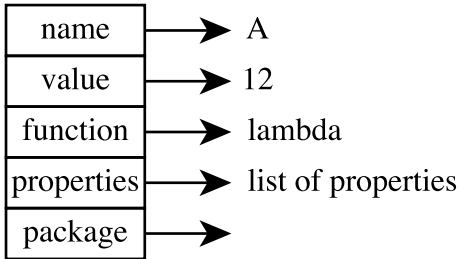 name A
value 12
function lambda
properties list of properties
package